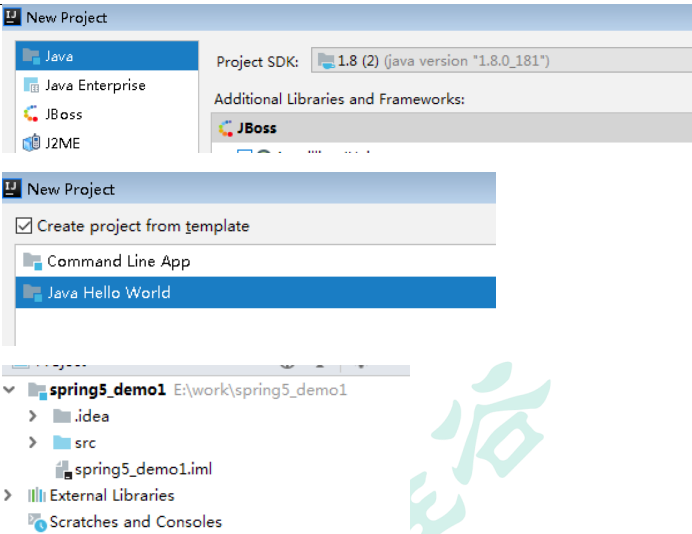 New Project
Java
Project SDK: 1.8 (2) (java version "1.8.0_181")
Java Enterprise
Additional Libraries and Frameworks:
JBoss
JBoss
J2ME
New Project
Create project from template
Command Line App
Java Hello World
spring5_demo1 E:\work\spring5_demo1
.idea
src
spring5_demo1.iml
External Libraries
Scratches and Consoles
谷